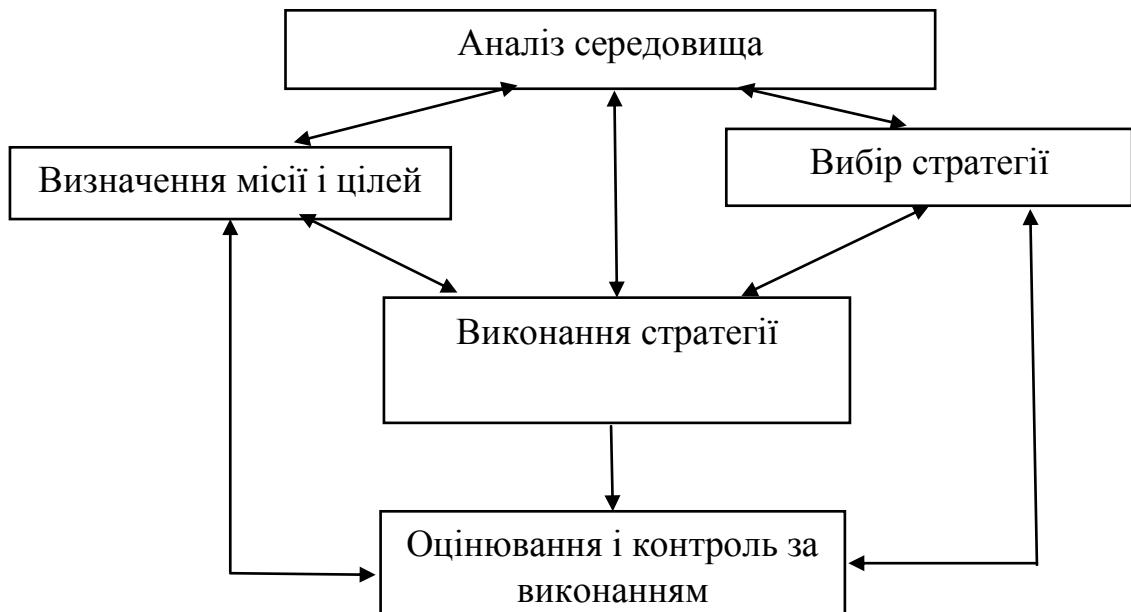 Аналіз середовища
Визначення місії і цілей
Вибір стратегії
Виконання стратегії
Оцінювання і контроль за
виконанням